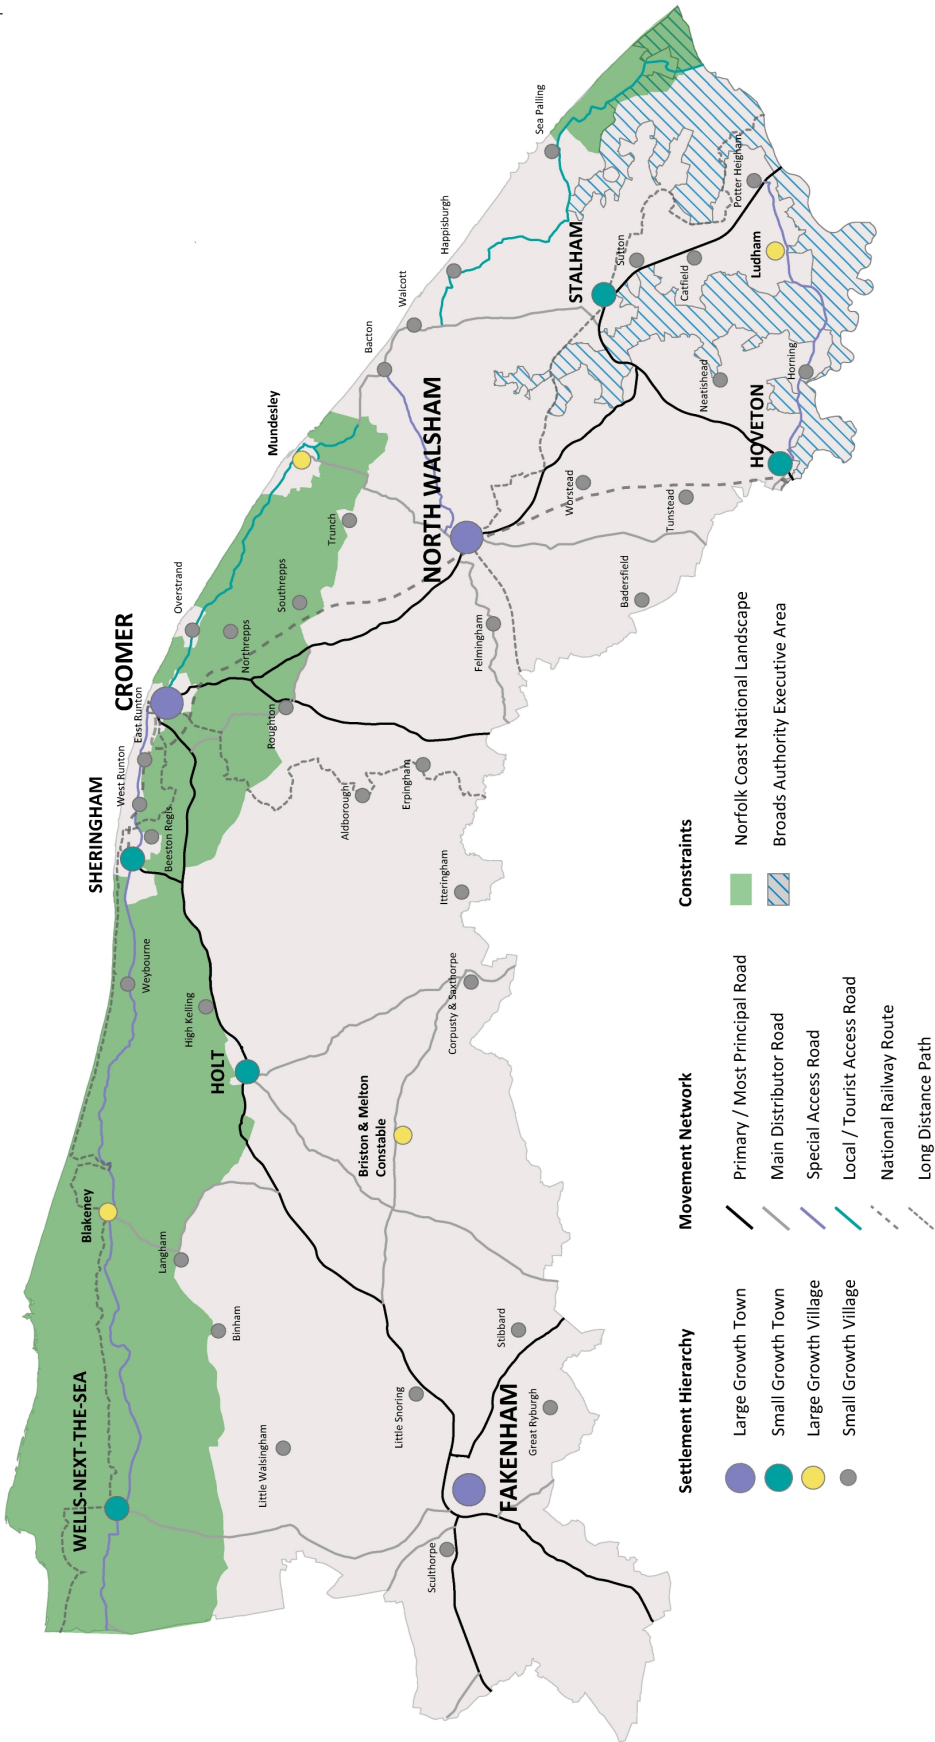 WELLS-NEXT-THE-SEA
Blakeney
Langham
Binham
Little Walsingham
Little Snoring
Sculthorpe
FAKENHAM
Great Ryburgh
Stibbard
Briston & Melton
Constable
HOLT
High Kelling
Weybourne
Corpusty & Saxthorpe
Itteringham
SHERINGHAM
Beeston Regis
West Runton
East Runton
CROMER
Aldborough
Erpingham
Roughton
Overstrand
Northrepps
Southrepps
Trunch
Mundesley
Felmingham
NORTH WALSHAM
Bacton
Walcott
Happisburgh
Badersfield
Tunstead
Worstead
HOVETON
Neatishead
Horning
STALHAM
Sutton
Catfield
Ludham
Potter Heigham
Sea Palling
Settlement Hierarchy
Large Growth Town
Small Growth Town
Large Growth Village
Small Growth Village
Movement Network
Primary / Most Principal Road
Main Distributor Road
Special Access Road
Local / Tourist Access Road
National Railway Route
Long Distance Path
Constraints
Norfolk Coast National Landscape
Broads Authority Executive Area